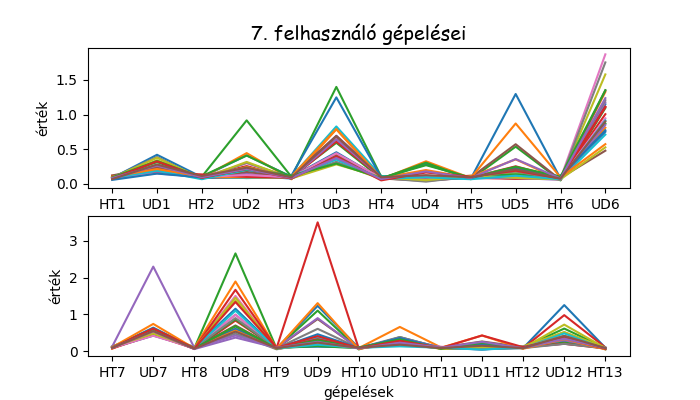 7. felhasználó gépelései
érték
1.5
1.0
0.5
0.0
HT1 UD1 HT2 UD2 HT3 UD3 HT4 UD4 HT5 UD5 HT6 UD6
érték
3
2
1
0
HT7 UD7 HT8 UD8 HT9 UD9 HT10 UD10 HT11 UD11 HT12 UD12 HT13
gépelések